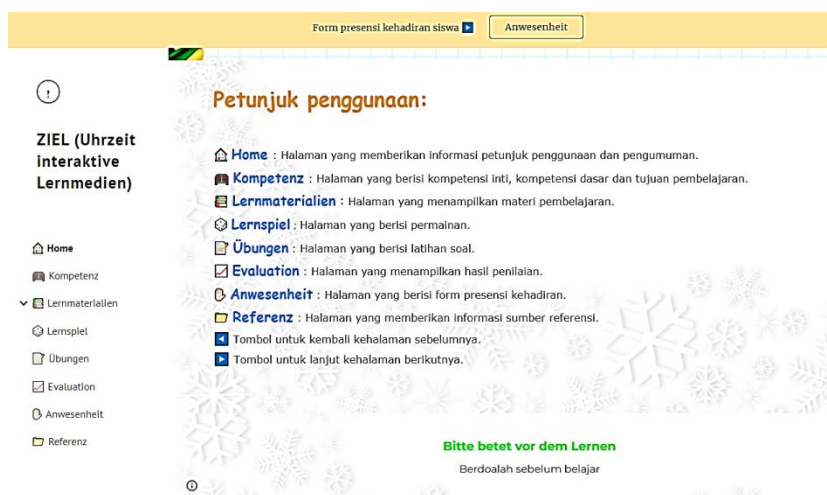 Form presensi kehadiran siswa ▶ Anwesenheit
ZIEL (Uhrzeit
interaktive
Lernmedien)
Home
Kompetenz
Lernmaterialien
Lernspiel
Übungen
Evaluation
Anwesenheit
Referenz
Petunjuk penggunaan:
Home : Halaman yang memberikan informasi petunjuk penggunaan dan pengumuman.
Kompetenz : Halaman yang berisi kompetensi inti, kompetensi dasar dan tujuan pembelajaran.
Lernmaterialien : Halaman yang menampilkan materi pembelajaran.
Lernspiel : Halaman yang berisi permainan.
Übungen : Halaman yang berisi latihan soal.
Evaluation : Halaman yang menampilkan hasil penilaian.
Anwesenheit : Halaman yang berisi form presensi kehadiran.
Referenz : Halaman yang memberikan informasi sumber referensi.
◀ Tombol untuk kembali kehalaman sebelumnya.
▶ Tombol untuk lanjut kehalaman berikutnya.
Bitte betet vor dem Lernen
Berdoalah sebelum belajar